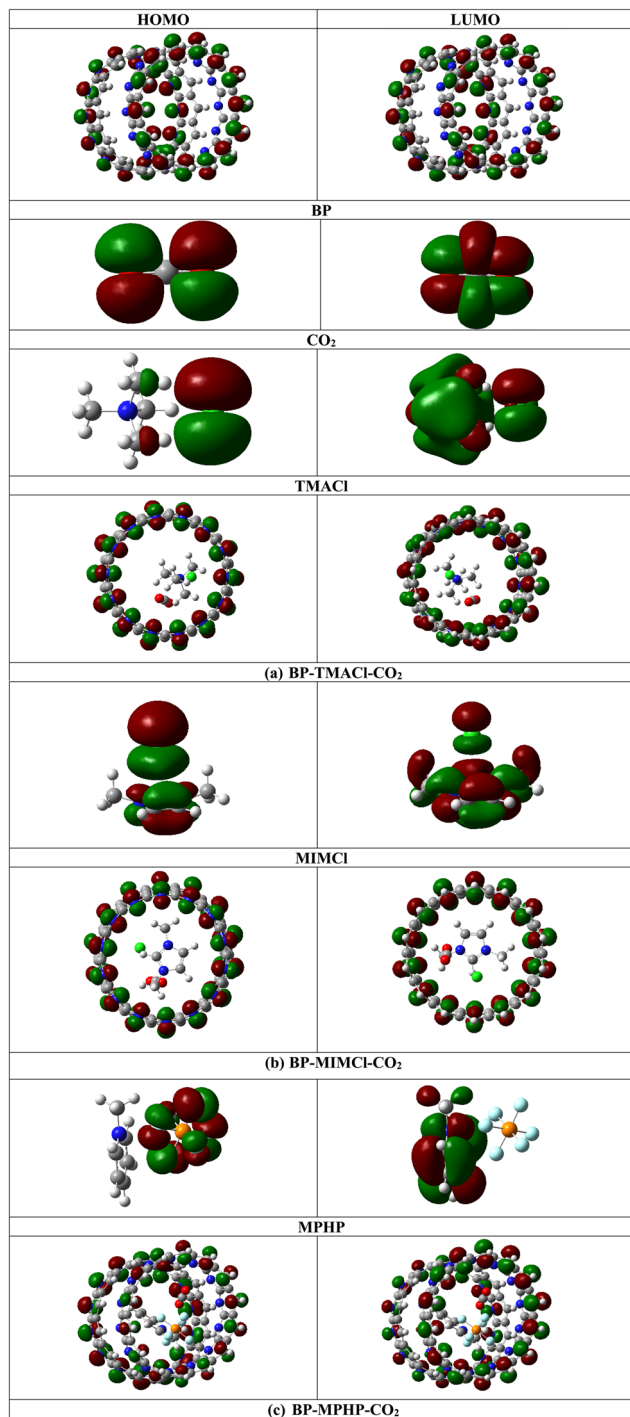 HOMO LUMO
BP
CO₂
TMACl
(a) BP-TMACl-CO₂
MIMCl
(b) BP-MIMCl-CO₂
MPHP
(c) BP-MPHP-CO₂